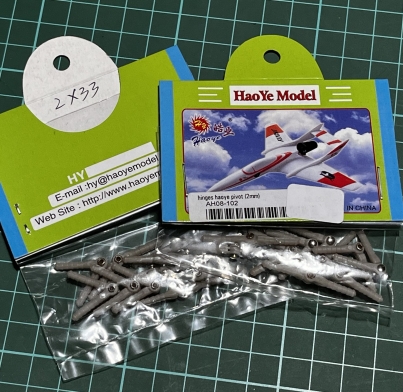 2X33
HY
E-mail :hy@haoyemodel
Web Site : http://www.haoyem
HaoYe Model
Haoye
hinges haoye pivot (2mm)
AH08-102
IN CHINA